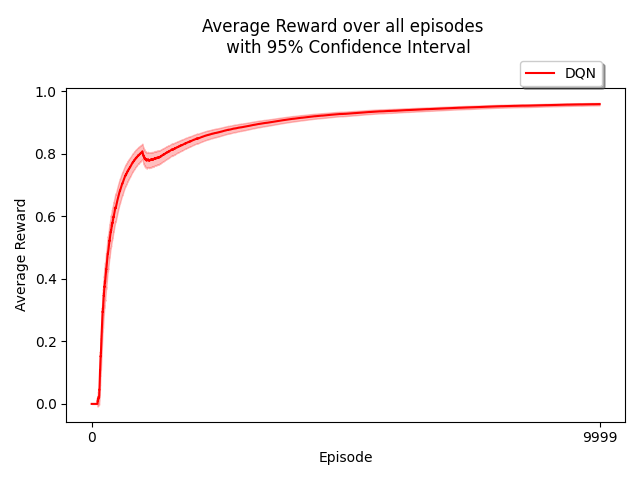 Average Reward over all episodes
with 95% Confidence Interval
DQN
1.0
0.8
0.6
0.4
0.2
0.0
Average Reward
0
9999
Episode